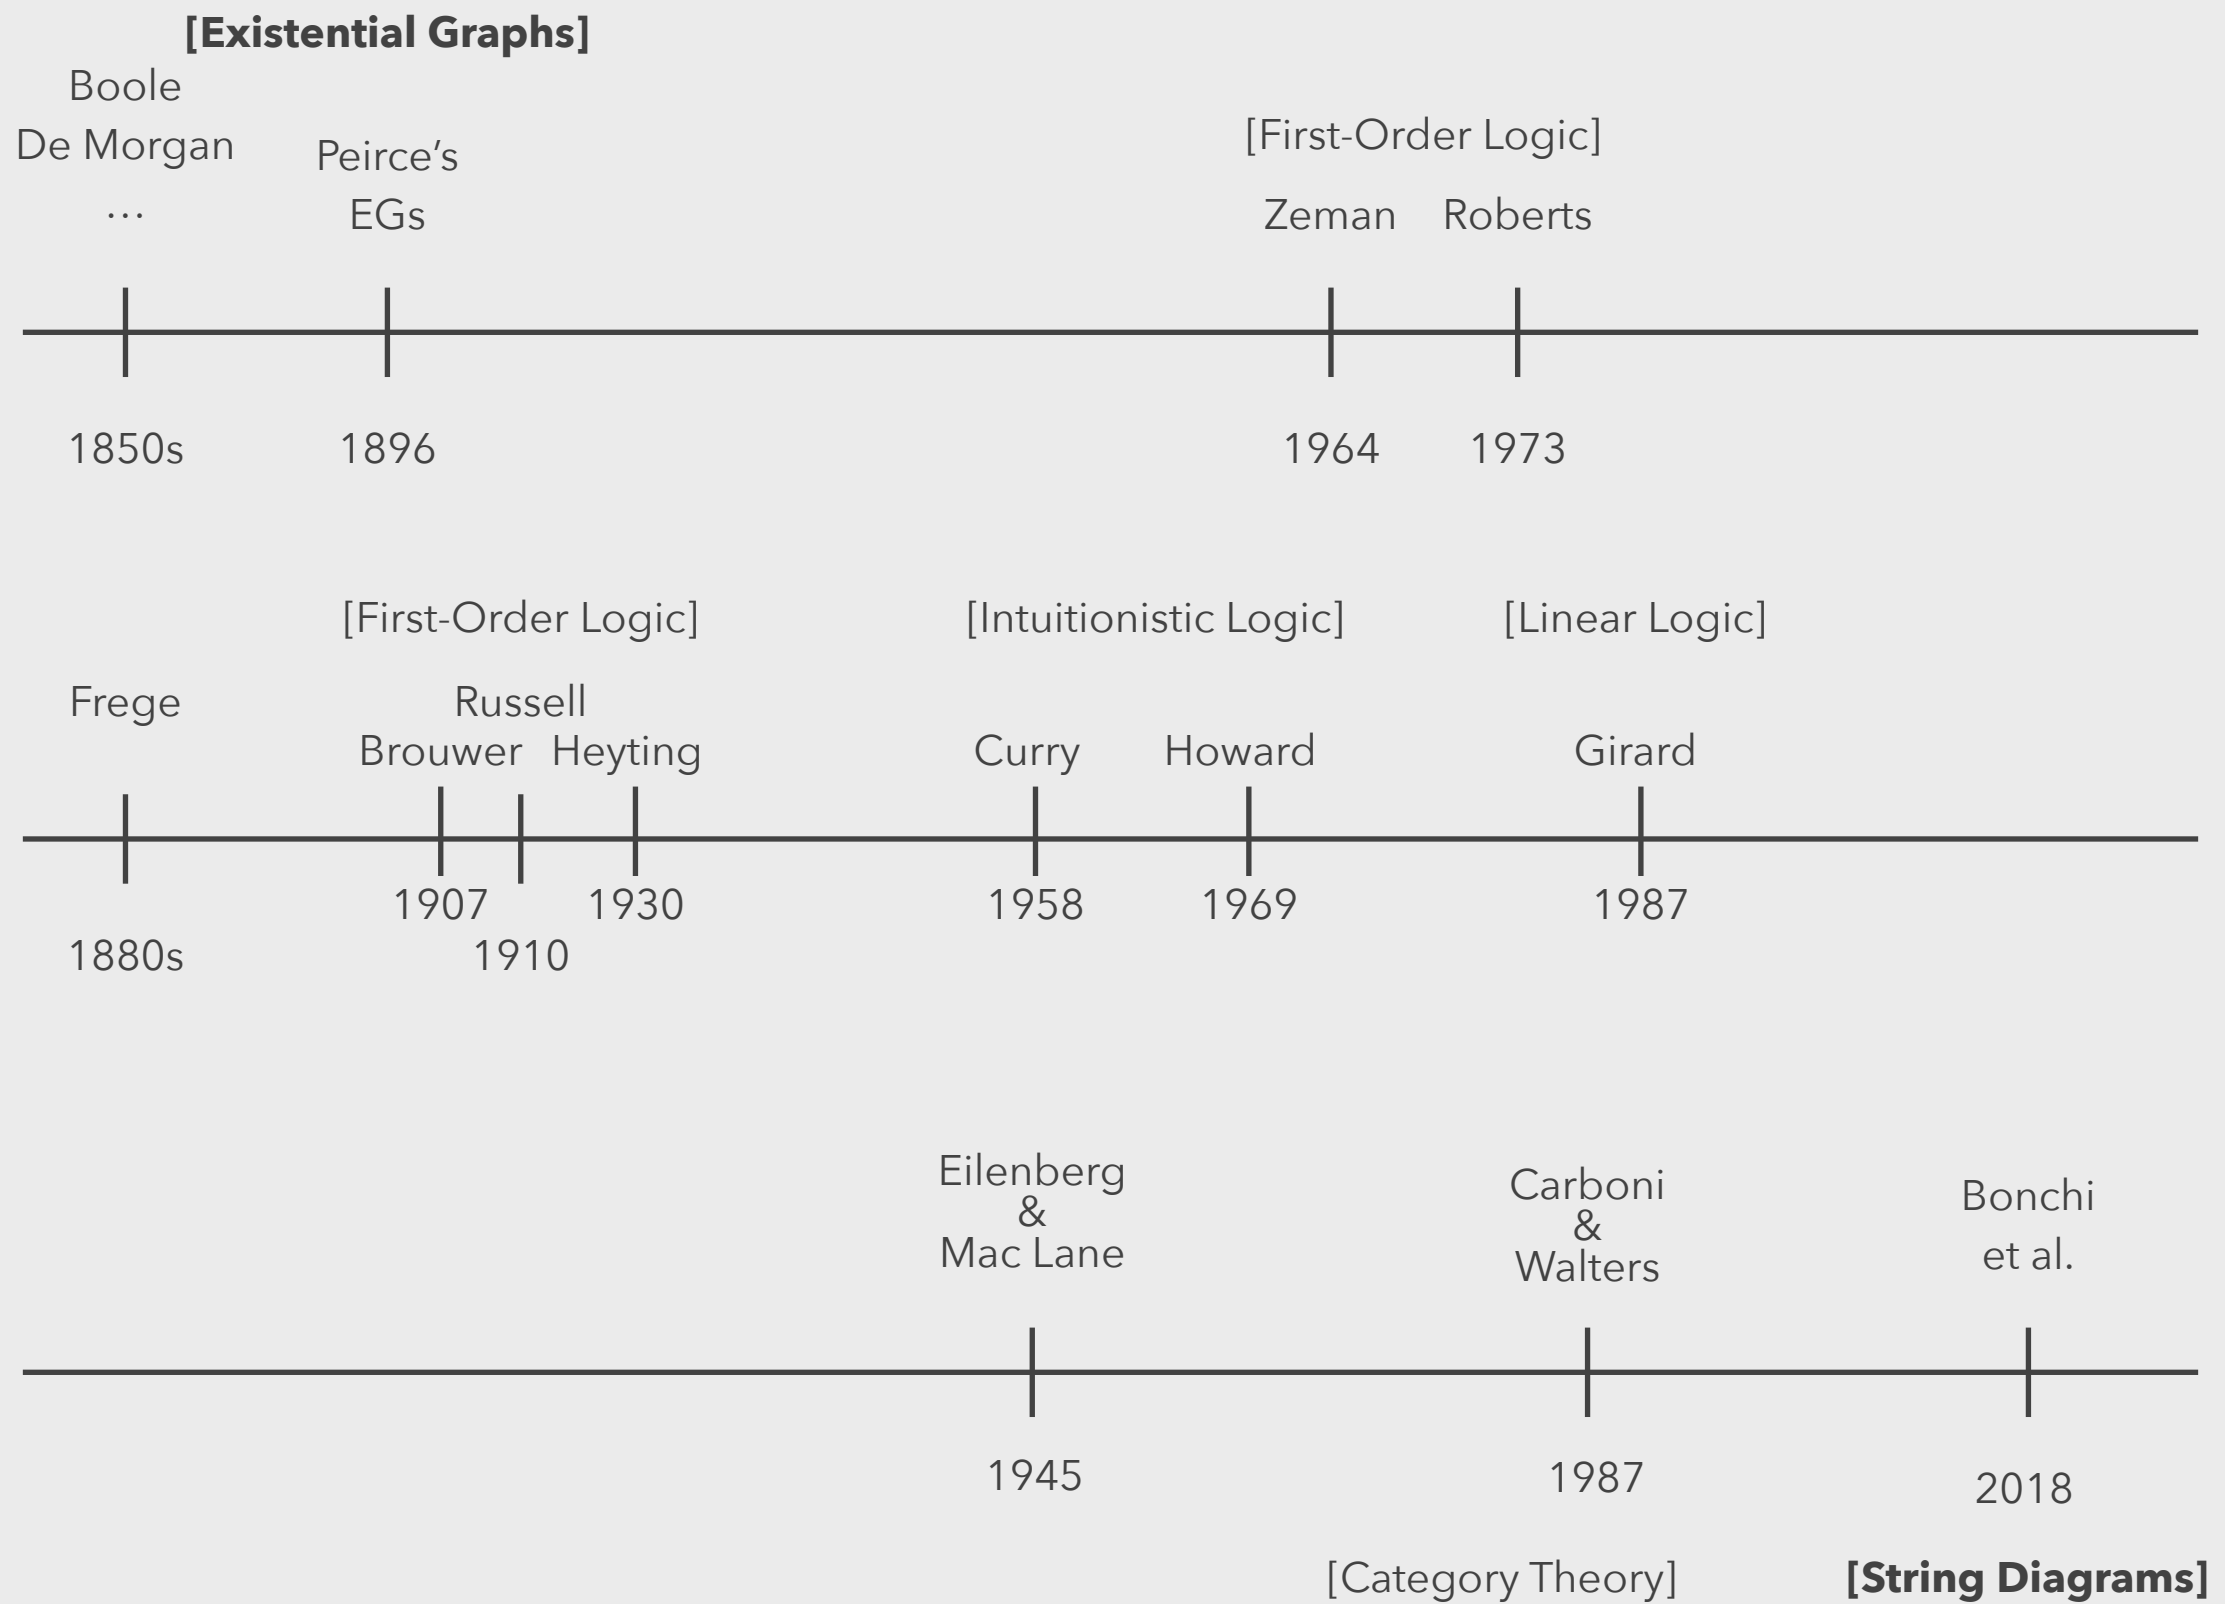 [Existential Graphs]
Boole
De Morgan
…
Peirce’s
EGs
[First-Order Logic]
Zeman
Roberts
1850s
1896
1964
1973
[First-Order Logic]
[Intuitionistic Logic]
[Linear Logic]
Frege
Russell
Brouwer
Heyting
Curry
Howard
Girard
1907
1930
1958
1969
1987
1880s
1910
Eilenberg
&
Mac Lane
Carboni
&
Walters
Bonchi
et al.
1945
1987
2018
[Category Theory]
[String Diagrams]